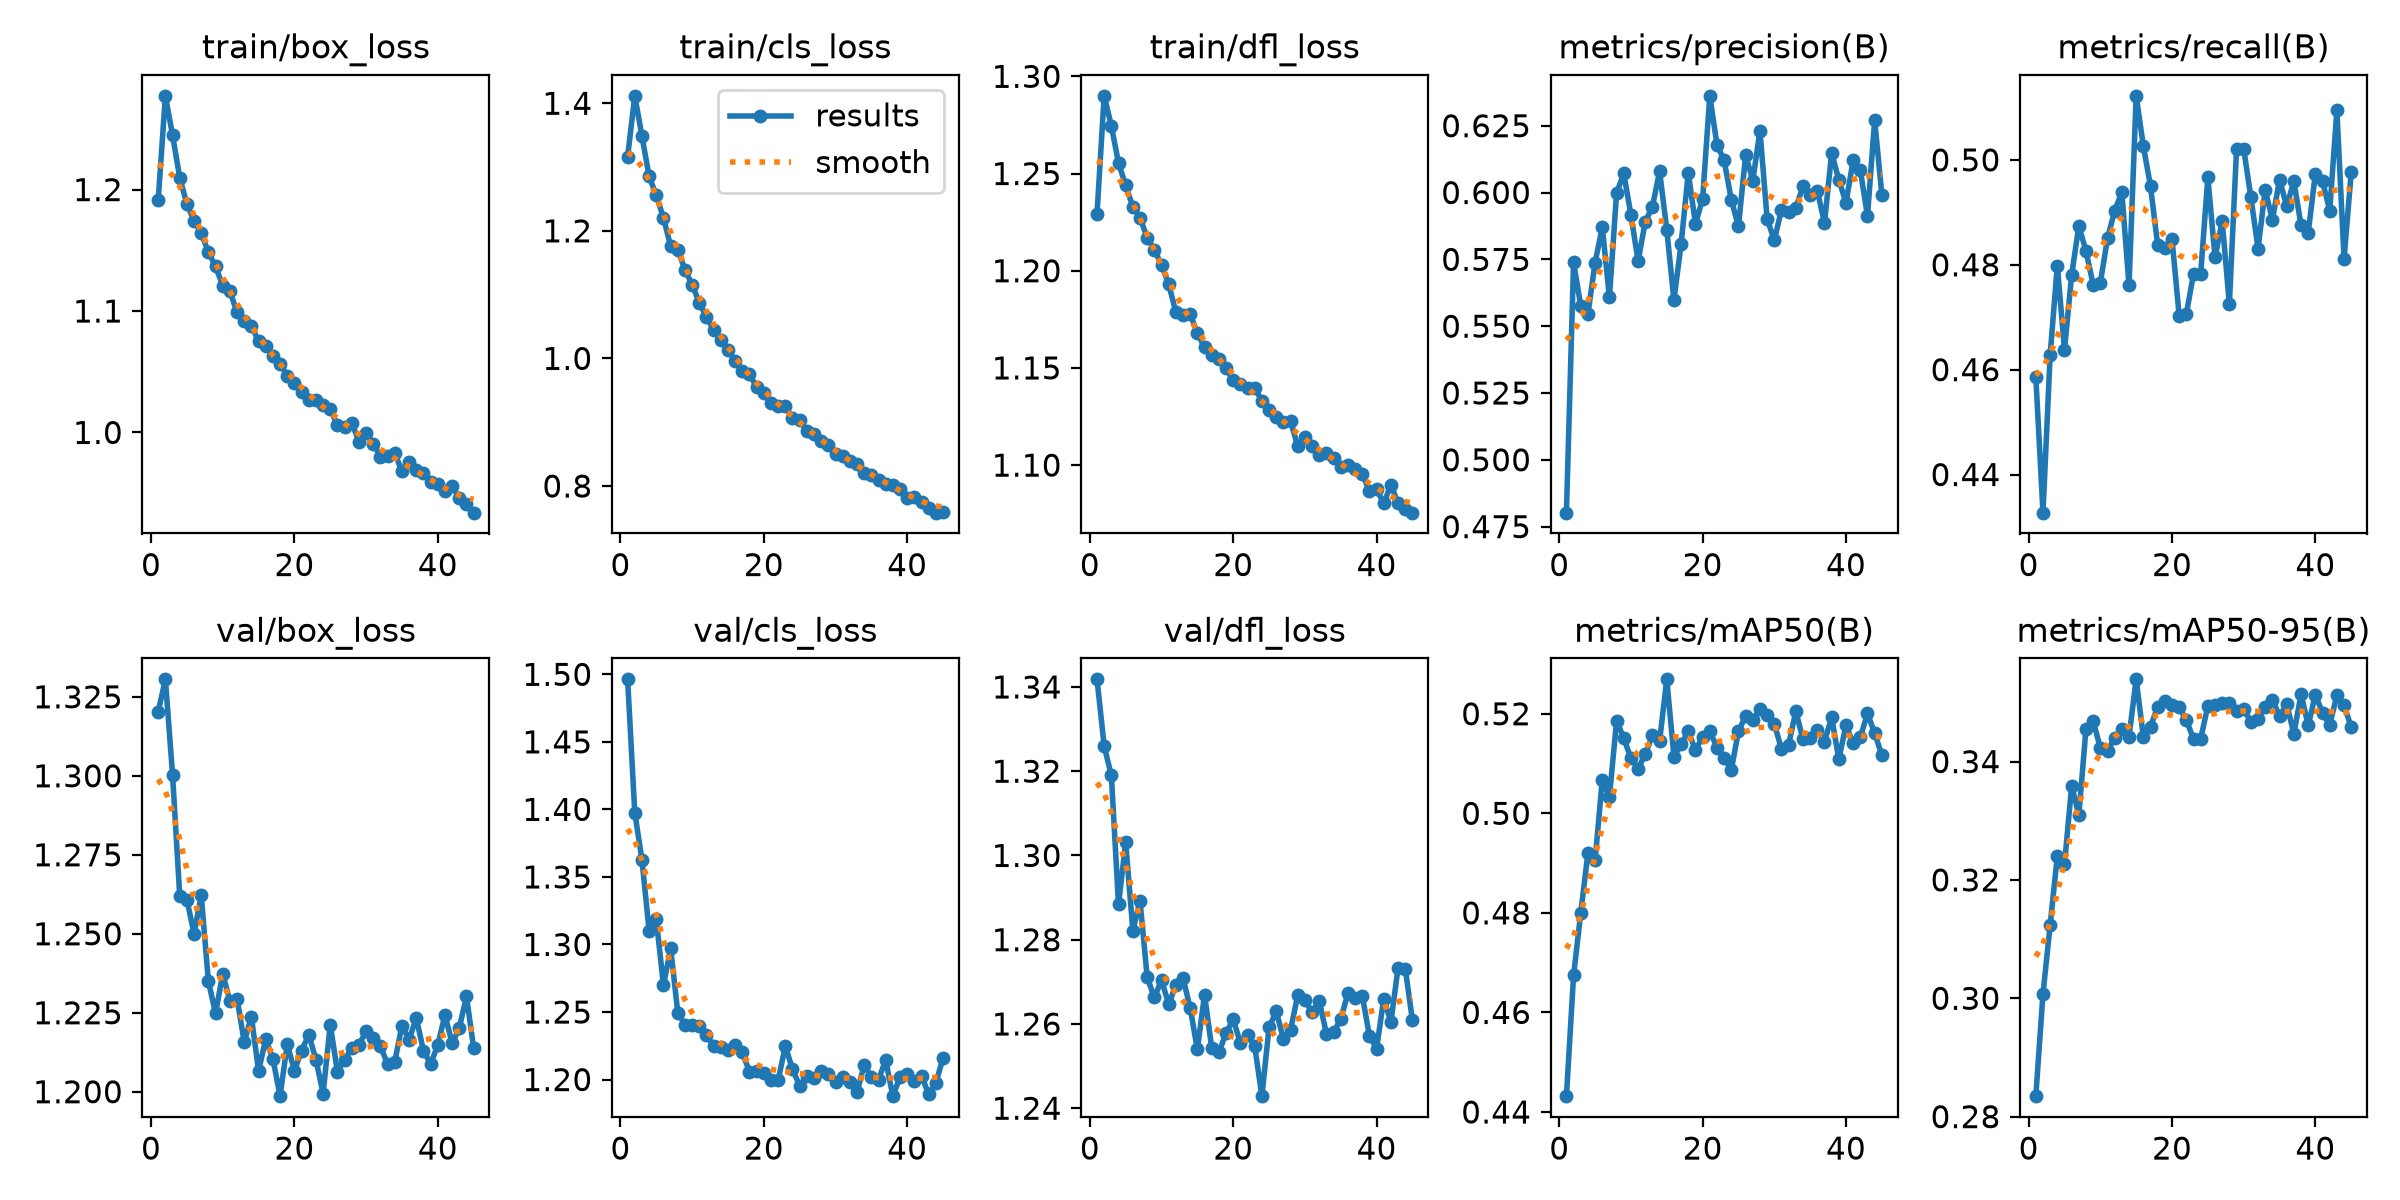 train/box_loss
1.2
1.1
1.0
0 20 40
train/cls_loss
results
smooth
1.4
1.3
1.2
1.0
0.8
0 20 40
train/dfl_loss
1.30
1.25
1.20
1.15
1.10
0 20 40
metrics/precision(B)
0.625
0.600
0.575
0.550
0.525
0.500
0.475
0 20 40
metrics/recall(B)
0.50
0.48
0.46
0.44
0 20 40
val/box_loss
1.325
1.300
1.275
1.250
1.225
1.200
0 20 40
val/cls_loss
1.50
1.45
1.40
1.35
1.30
1.25
1.20
0 20 40
val/dfl_loss
1.34
1.32
1.30
1.28
1.26
1.24
0 20 40
metrics/mAP50(B)
0.52
0.50
0.48
0.46
0.44
0 20 40
metrics/mAP50-95(B)
0.34
0.32
0.30
0.28
0 20 40